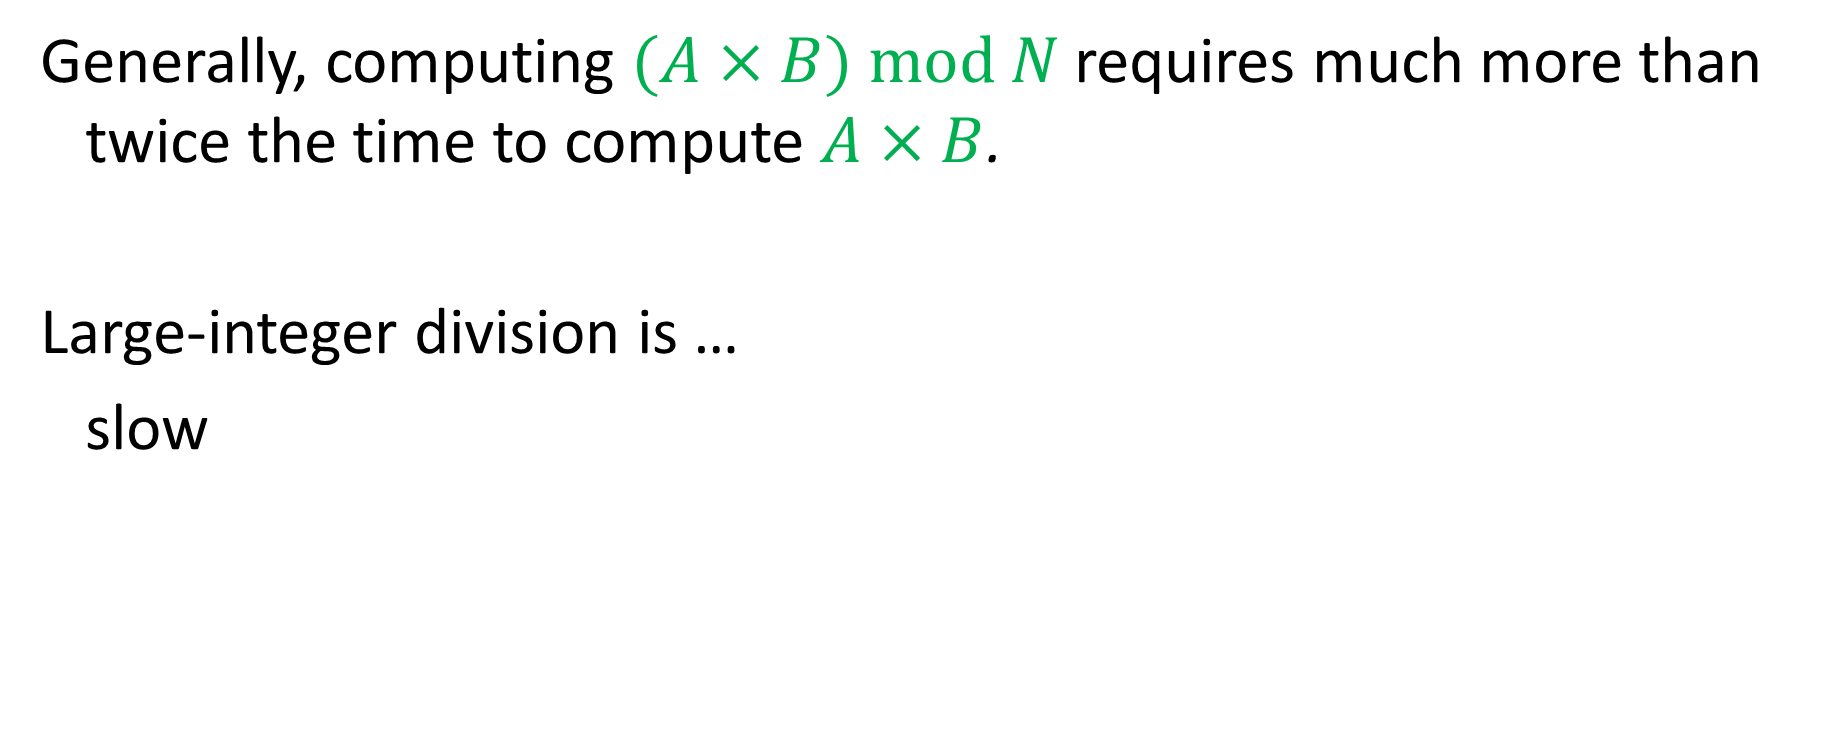 Generally, computing (A × B) mod N requires much more than
twice the time to compute A × B.
Large-integer division is ...
slow